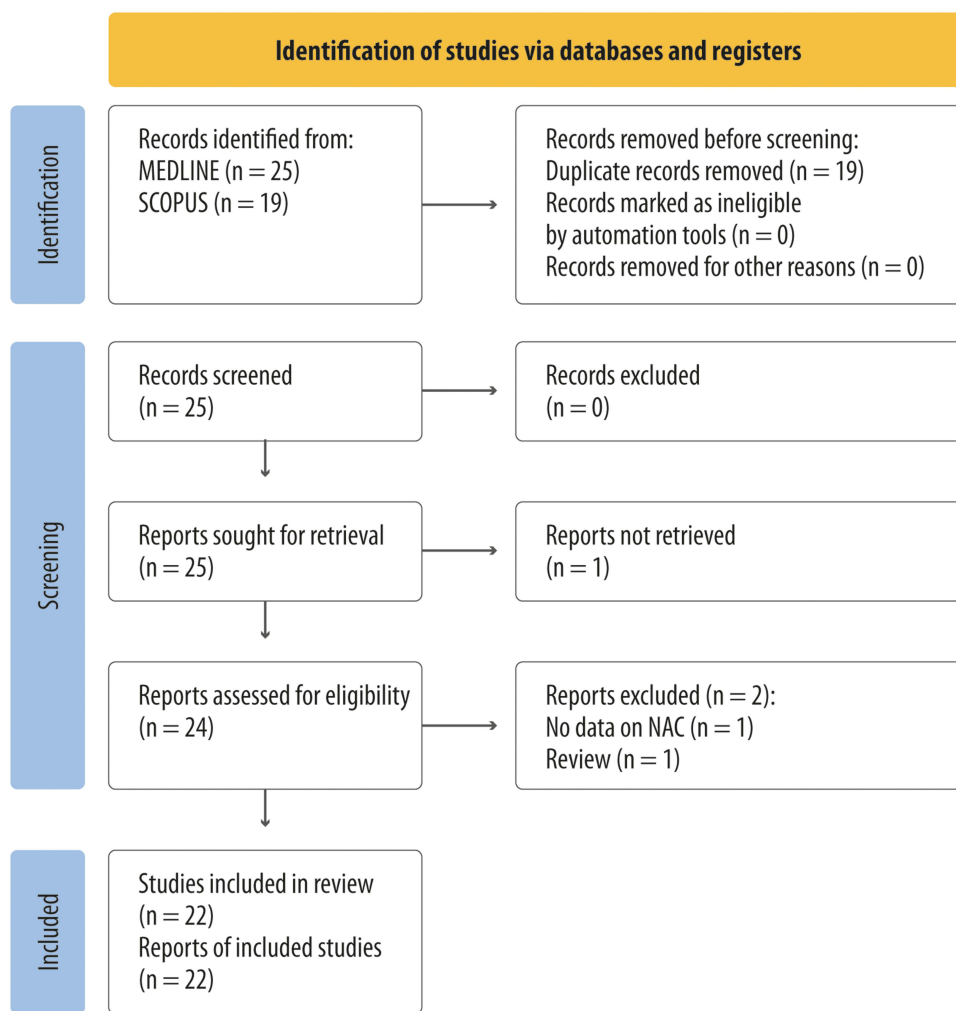 Identification of studies via databases and registers
Identification
Records identified from:
MEDLINE (n = 25)
SCOPUS (n = 19)
Records removed before screening:
Duplicate records removed (n = 19)
Records marked as ineligible
by automation tools (n = 0)
Records removed for other reasons (n = 0)
Screening
Records screened
(n = 25)
Records excluded
(n = 0)
Reports sought for retrieval
(n = 25)
Reports not retrieved
(n = 1)
Reports assessed for eligibility
(n = 24)
Reports excluded (n = 2):
No data on NAC (n = 1)
Review (n = 1)
Included
Studies included in review
(n = 22)
Reports of included studies
(n = 22)